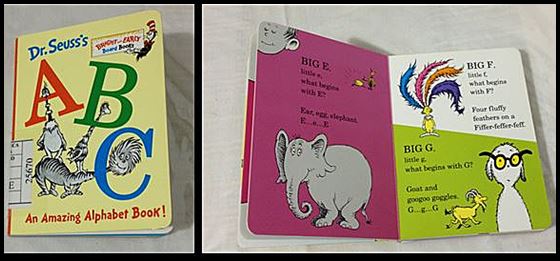 Dr. Seuss's
BRIGHT and EARLY
Board Books
A B
C
25670
E
An Amazing Alphabet Book!
BIG E,
little e,
what begins
with E?
Ear, egg, elephant.
E...e...E
BIG F,
little f,
what begins
with F?
Four fluffy
feathers on a
Fiffer-feffer-feff.
BIG G,
little g,
what begins with G?
Goat and
googoo goggles.
G...g...G